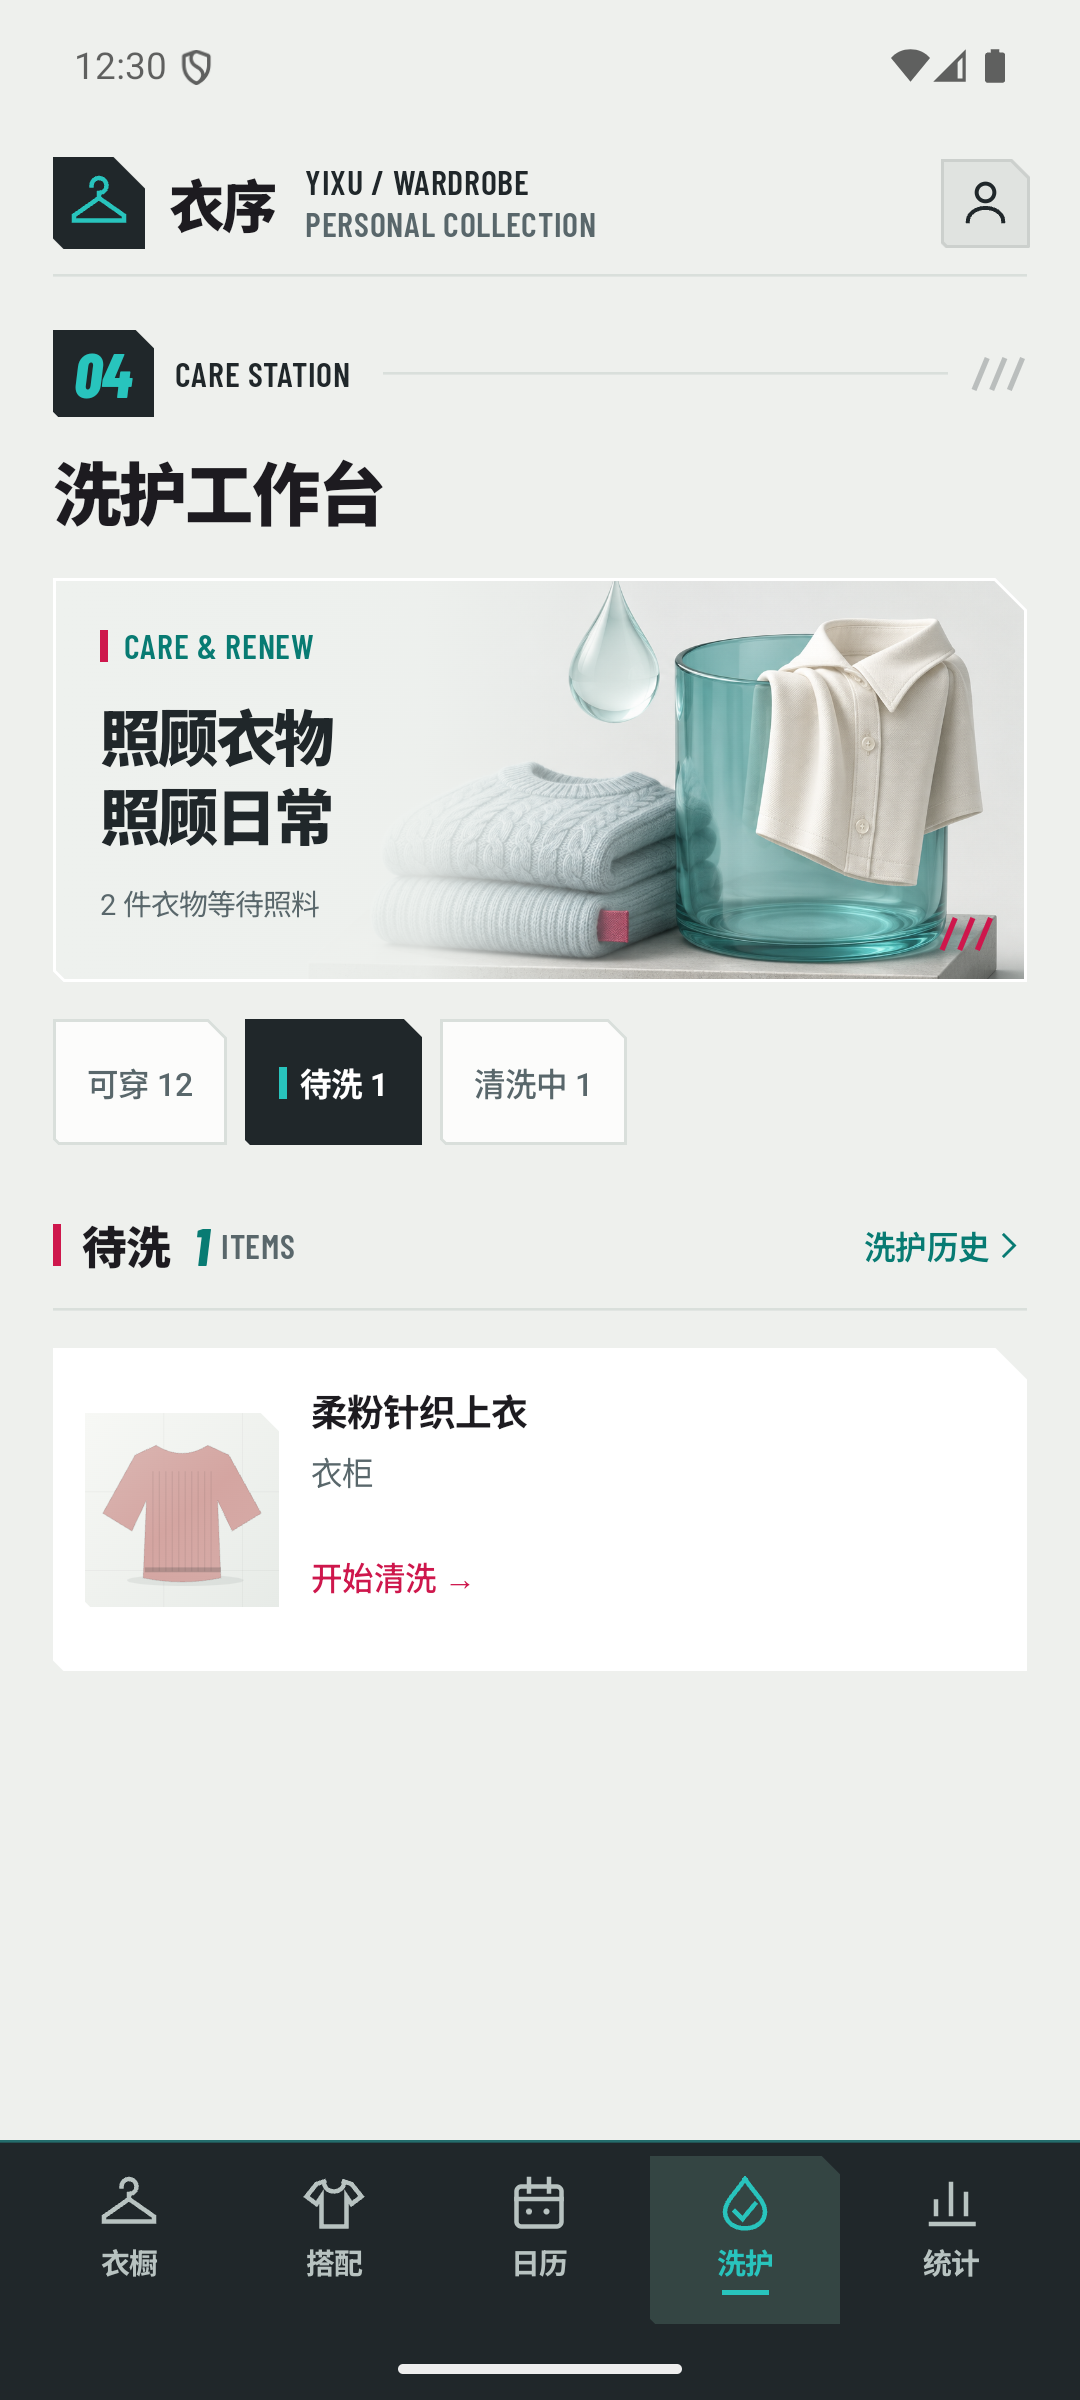 12:30
衣序
YIXU / WARDROBE
PERSONAL COLLECTION
04
CARE STATION
洗护工作台
CARE & RENEW
照顾衣物
照顾日常
2 件衣物等待照料
可穿 12
待洗 1
清洗中 1
待洗 1 ITEMS
洗护历史
柔粉针织上衣
衣柜
开始清洗 →
衣橱
搭配
日历
洗护
统计